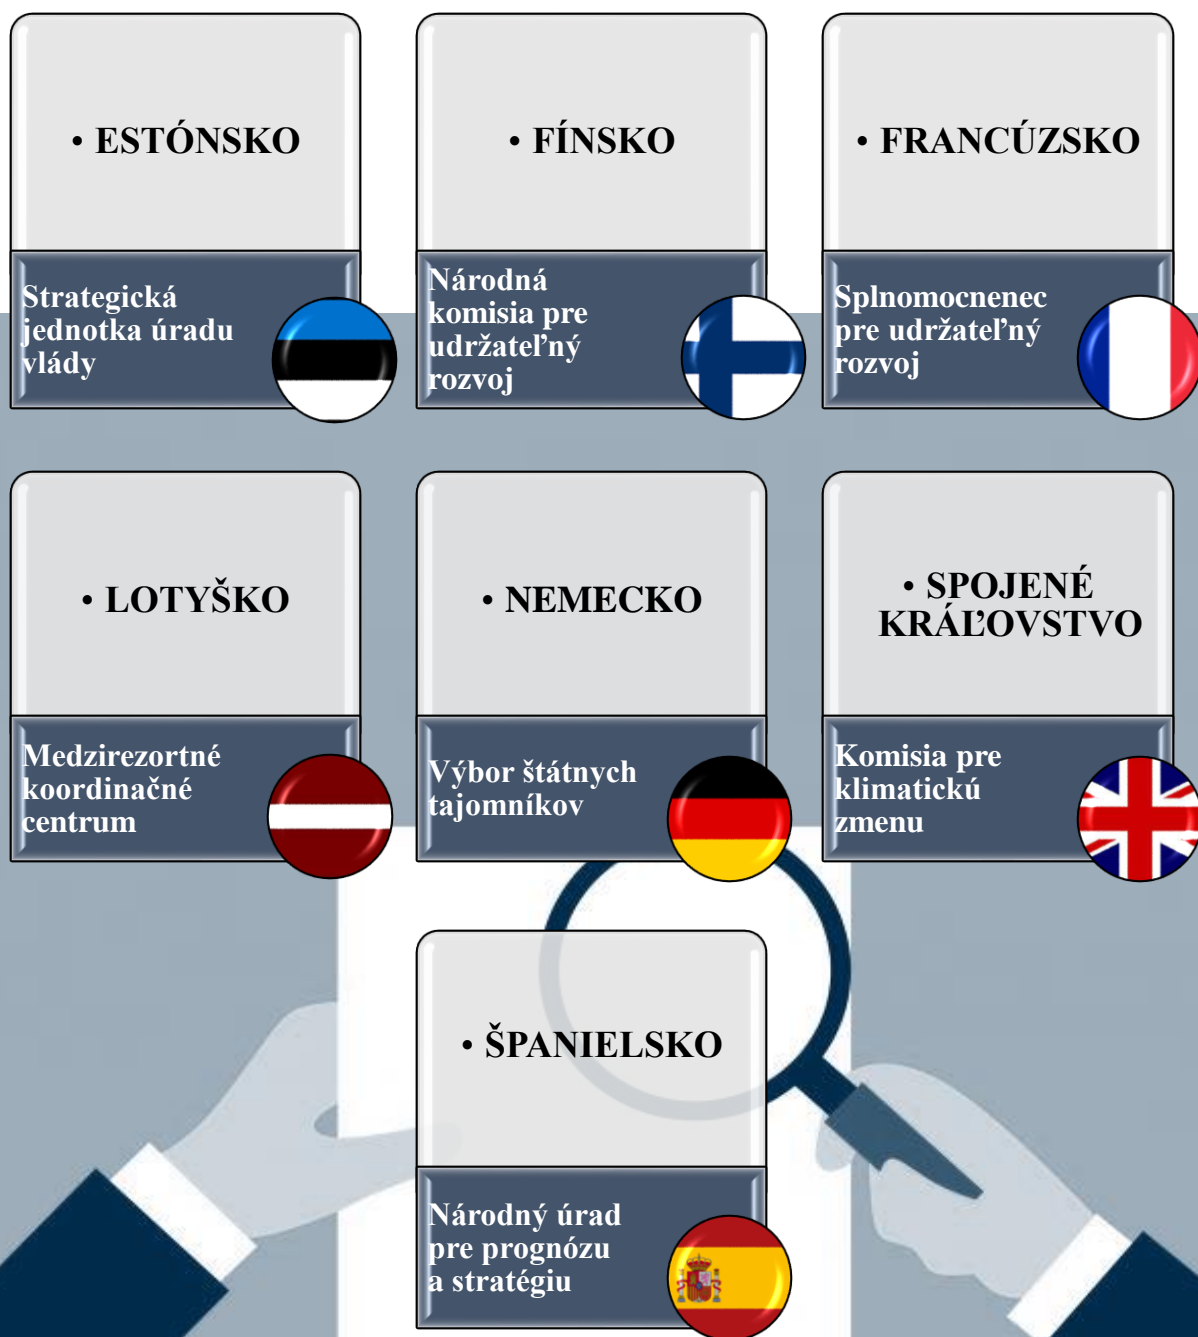 • ESTÓNSKO
Strategická
jednotka úradu
vlády
• FÍNSKO
Národná
komisia pre
udržateľný
rozvoj
• FRANCÚZSKO
Splnomocnenec
pre udržateľný
rozvoj
• LOTYŠKO
Medzirezortné
koordinačné
centrum
• NEMECKO
Výbor štátnych
tajomníkov
• SPOJENÉ
KRÁĽOVSTVO
Komisia pre
klimatickú
zmenu
• ŠPANIELSKO
Národný úrad
pre prognózu
a stratégiu